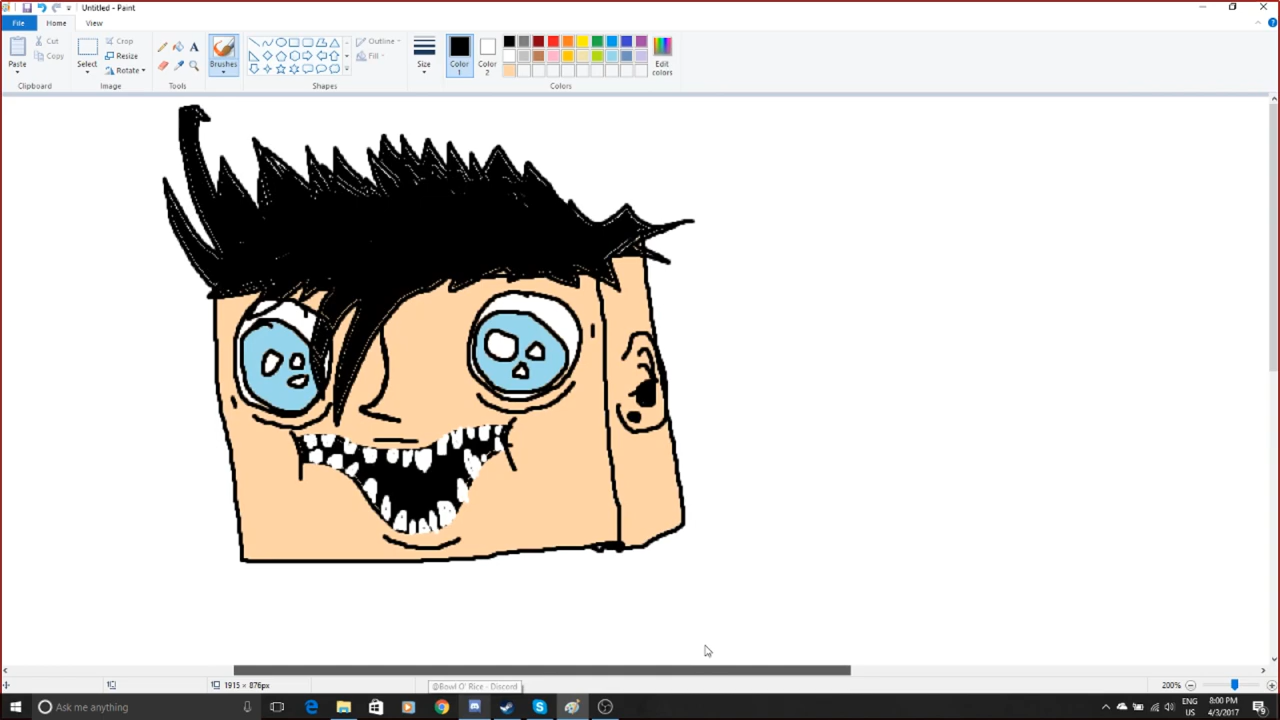 Untitled - Paint
File
Home
View
Paste
Cut
Copy
Clipboard
Select
Crop
Resize
Rotate
Image
A
Tools
Brushes
Outline
Fill
Shapes
Size
Color
1
Color
2
Edit
colors
Colors
1915 × 876px
200%
@Bowl O' Rice - Discord
Ask me anything
ENG
US
8:00 PM
4/3/2017